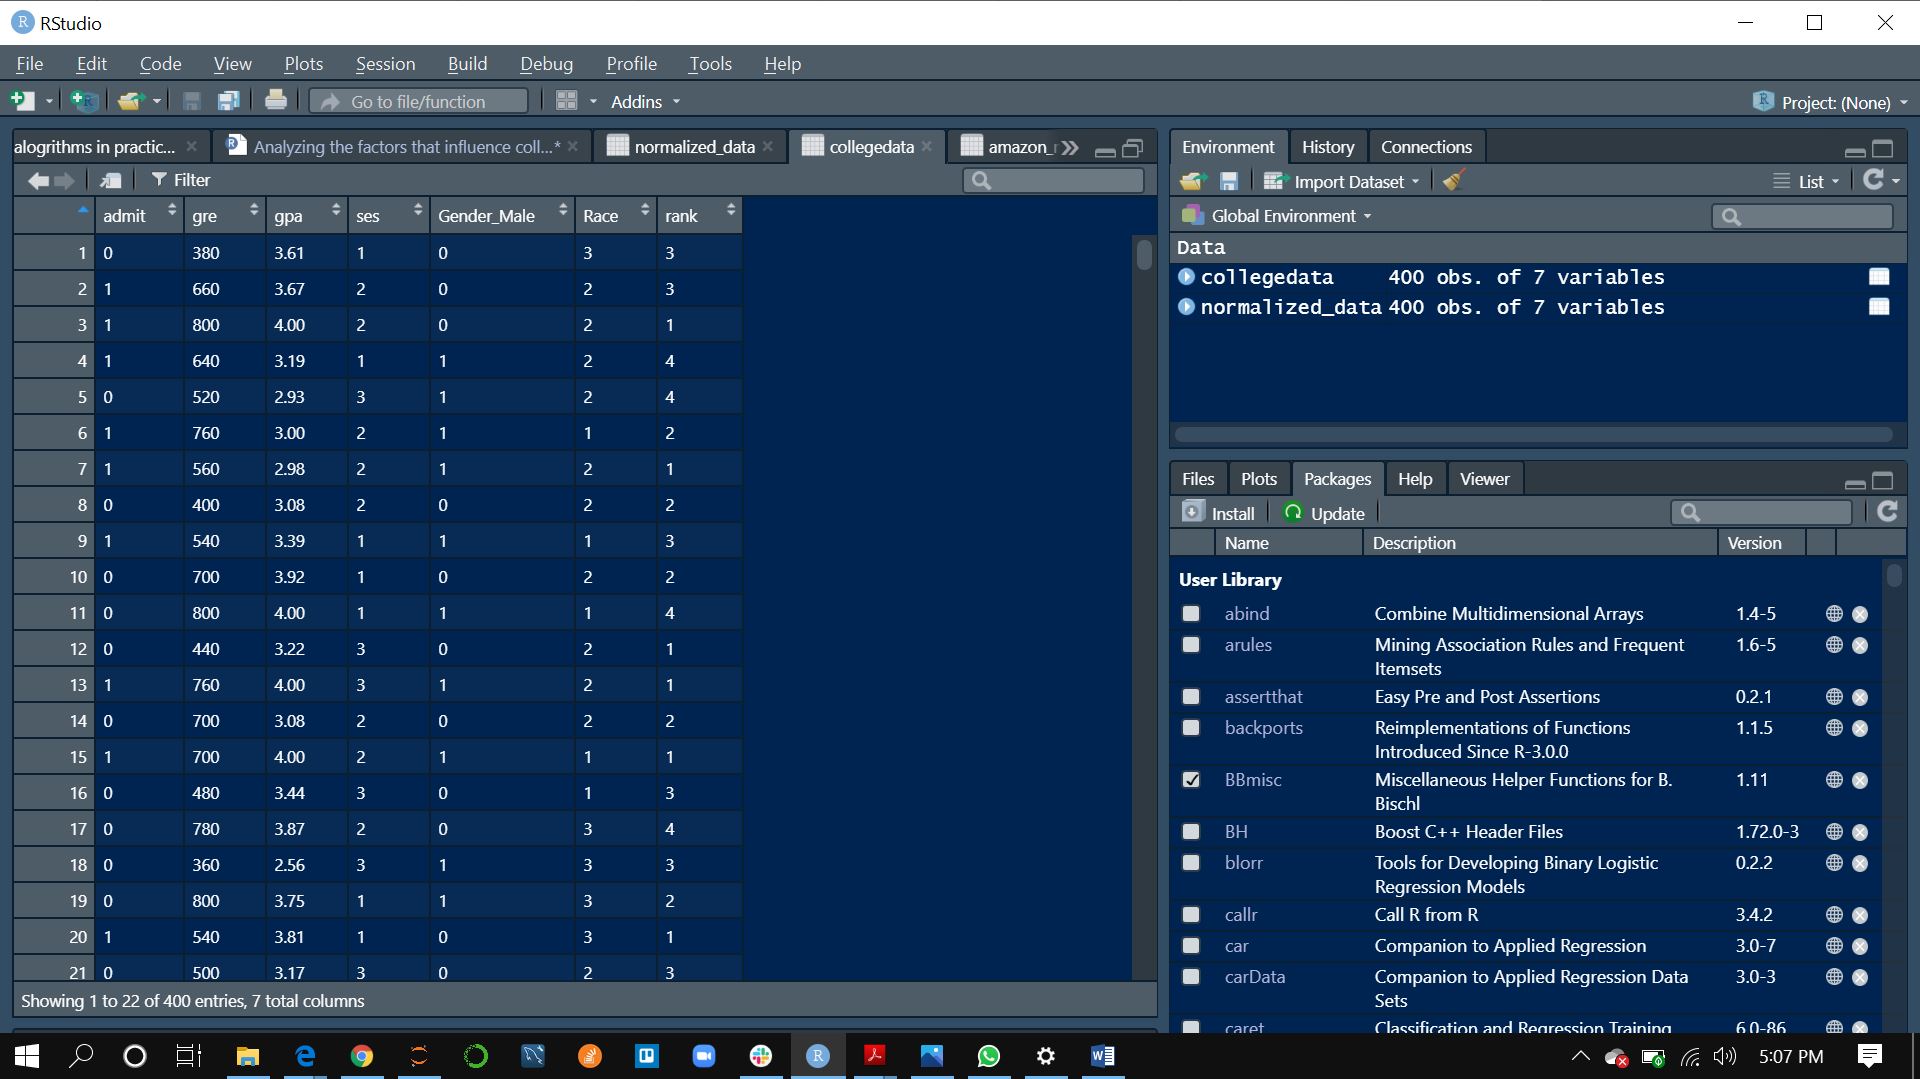 RStudio
File Edit Code View Plots Session Build Debug Profile Tools Help
Go to file/function Addins Project: (None)
alogrithms in practic... Analyzing the factors that influence coll...* normalized_data collegedata amazon_r
Filter
admit gre gpa ses Gender_Male Race rank
1 0 380 3.61 1 0 3 3
2 1 660 3.67 2 0 2 3
3 1 800 4.00 2 0 2 1
4 1 640 3.19 1 1 2 4
5 0 520 2.93 3 1 2 4
6 1 760 3.00 2 1 1 2
7 1 560 2.98 2 1 2 1
8 0 400 3.08 2 0 2 2
9 1 540 3.39 1 1 1 3
10 0 700 3.92 1 0 2 2
11 0 800 4.00 1 1 1 4
12 0 440 3.22 3 0 2 1
13 1 760 4.00 3 1 2 1
14 0 700 3.08 2 0 2 2
15 1 700 4.00 2 1 1 1
16 0 480 3.44 3 0 1 3
17 0 780 3.87 2 0 3 4
18 0 360 2.56 3 1 3 3
19 0 800 3.75 1 1 3 2
20 1 540 3.81 1 0 3 1
21 0 500 3.17 3 0 2 3
Showing 1 to 22 of 400 entries, 7 total columns
Environment History Connections
Import Dataset List
Global Environment
Data
collegedata 400 obs. of 7 variables
normalized_data 400 obs. of 7 variables
Files Plots Packages Help Viewer
Install Update
Name Description Version
User Library
abind Combine Multidimensional Arrays 1.4-5
arules Mining Association Rules and Frequent 1.6-5
Itemsets
assertthat Easy Pre and Post Assertions 0.2.1
backports Reimplementations of Functions 1.1.5
Introduced Since R-3.0.0
BBmisc Miscellaneous Helper Functions for B. 1.11
Bischl
BH Boost C++ Header Files 1.72.0-3
blorr Tools for Developing Binary Logistic 0.2.2
Regression Models
callr Call R from R 3.4.2
car Companion to Applied Regression 3.0-7
carData Companion to Applied Regression Data 3.0-3
Sets
caret Classification and Regression Training 6.0-86
5:07 PM